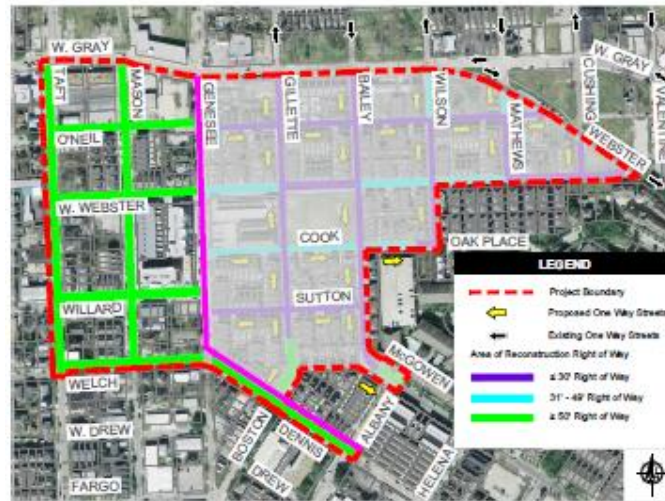 W. GRAY
TAFT
MASON
GENESEE
GILLETTE
BAILEY
WILSON
MATHEWS
CUSHING
W. GRAY
VALENTINE
WEBSTER
O'NEIL
W. WEBSTER
COOK
OAK PLACE
SUTTON
WILLARD
McGOWEN
WELCH
W. DREW
FARGO
BOSTON
DREW
DENNIS
ALBANY
HELENA
LEGEND
Project Boundary
Proposed One Way Streets
Existing One Way Streets
Area of Reconstruction Right of Way
≤ 30' Right of Way
31' - 49' Right of Way
≥ 50' Right of Way
N